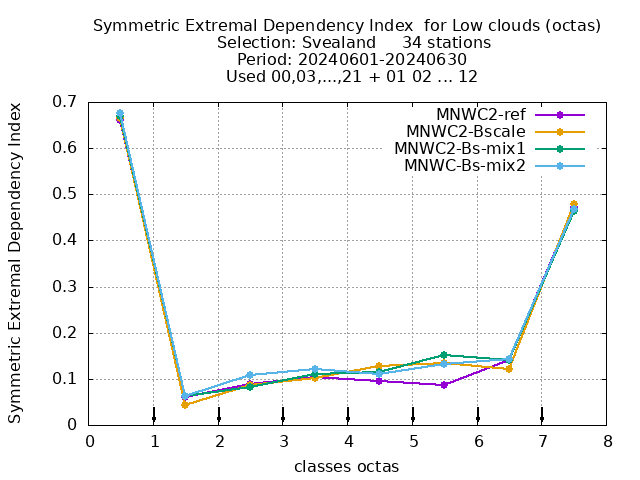 Symmetric Extremal Dependency Index  for Low clouds (octas)
Selection: Svealand     34 stations
Period: 20240601-20240630
Used 00,03,...,21 + 01 02 ... 12
Symmetric Extremal Dependency Index
0.7
0.6
0.5
0.4
0.3
0.2
0.1
0
MNWC2-ref
MNWC2-Bscale
MNWC2-Bs-mix1
MNWC-Bs-mix2
0 1 2 3 4 5 6 7 8
classes octas